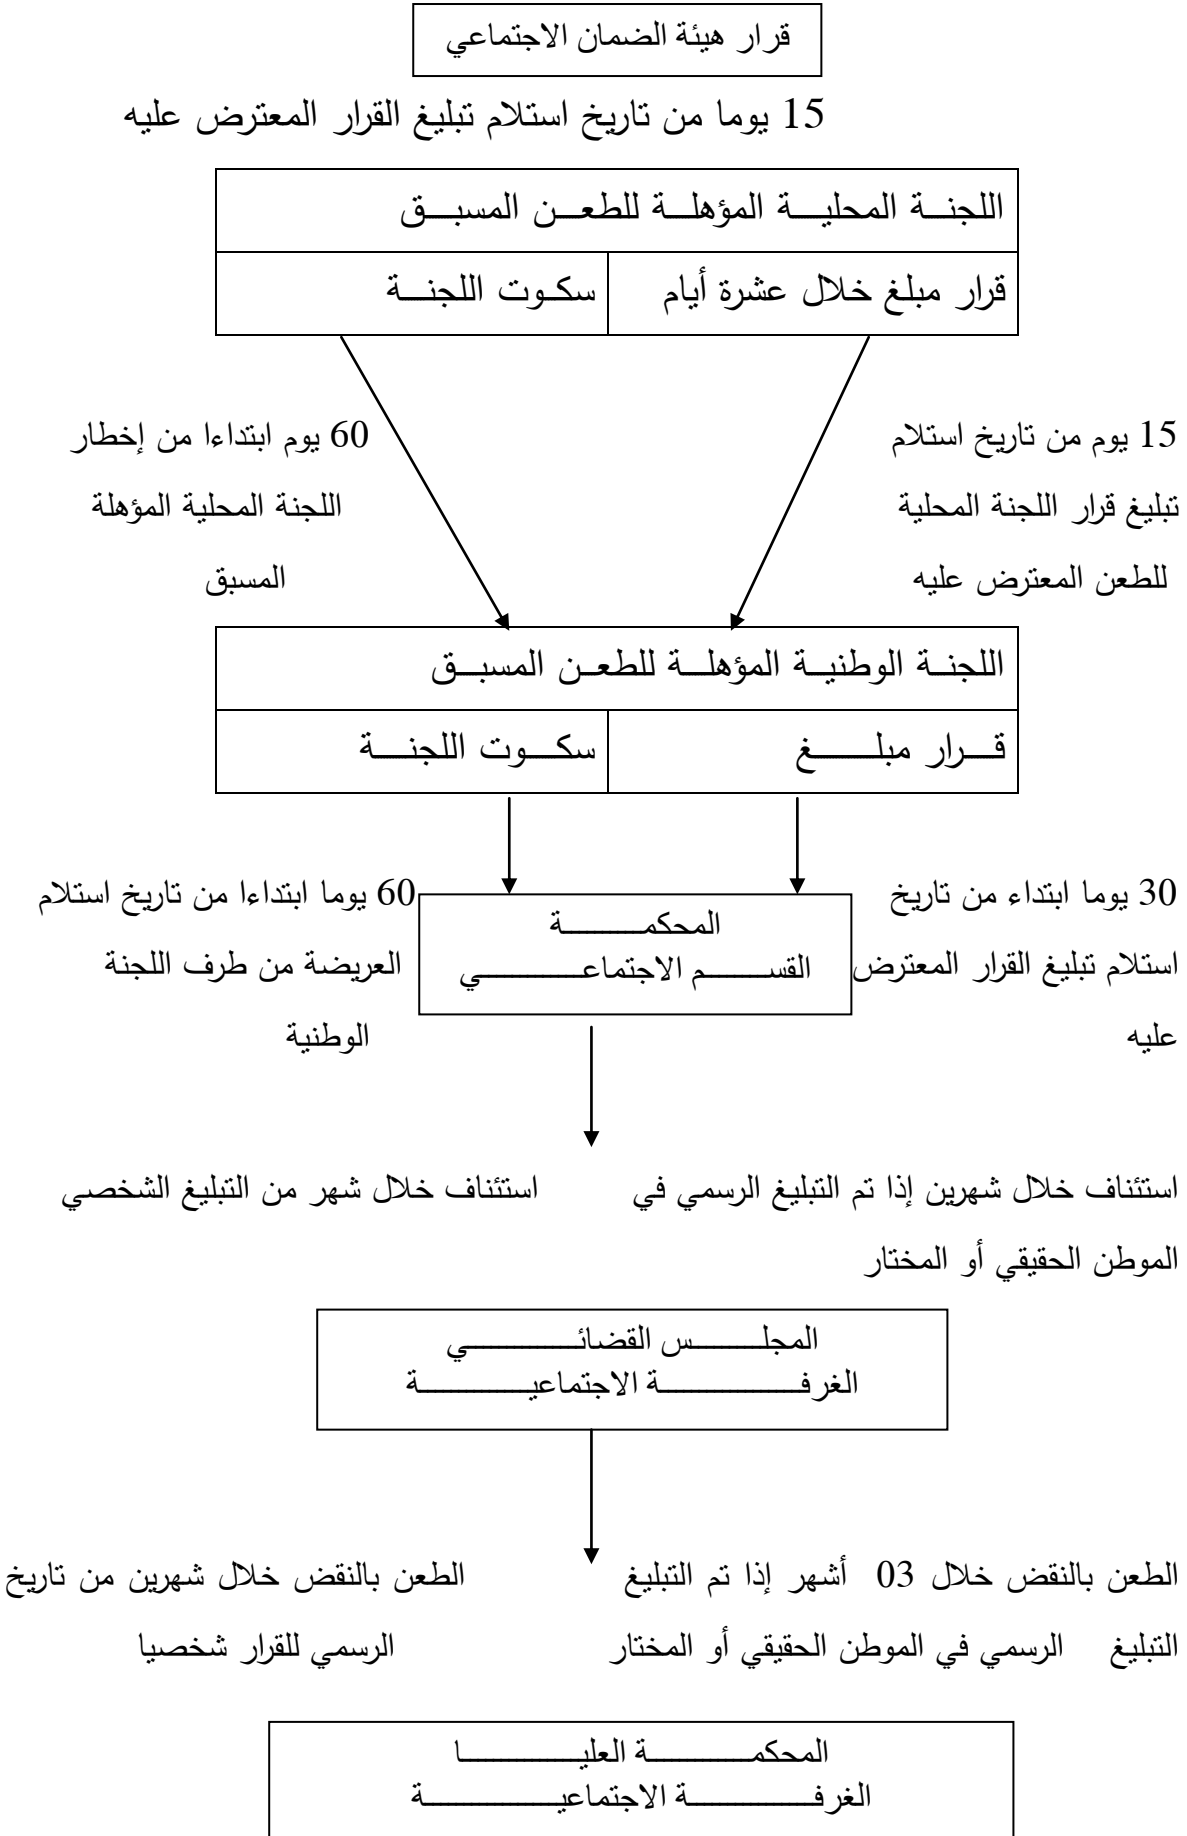 قرار هيئة الضمان الاجتماعي
15 يوما من تاريخ استلام تبليغ القرار المعترض عليه
اللجنة المحلية المؤهلة للطعن المسبق
قرار مبلغ خلال عشرة أيام
سكوت اللجنة
15 يوم من تاريخ استلام
تبليغ قرار اللجنة المحلية
للطعن المعترض عليه
60 يوم ابتداءا من إخطار
اللجنة المحلية المؤهلة
المسبق
اللجنة الوطنية المؤهلة للطعن المسبق
قرار مبلغ
سكوت اللجنة
30 يوما ابتداء من تاريخ
استلام تبليغ القرار المعترض
عليه
المحكمة
القسم الاجتماعي
60 يوما ابتداءا من تاريخ استلام
العريضة من طرف اللجنة
الوطنية
استئناف خلال شهرين إذا تم التبليغ الرسمي في
الموطن الحقيقي أو المختار
استئناف خلال شهر من التبليغ الشخصي
المجلس القضائي
الغرفة الاجتماعية
الطعن بالنقض خلال 03 أشهر إذا تم التبليغ
التبليغ الرسمي في الموطن الحقيقي أو المختار
الطعن بالنقض خلال شهرين من تاريخ
الرسمي للقرار شخصيا
المحكمة العليا
الغرفة الاجتماعية